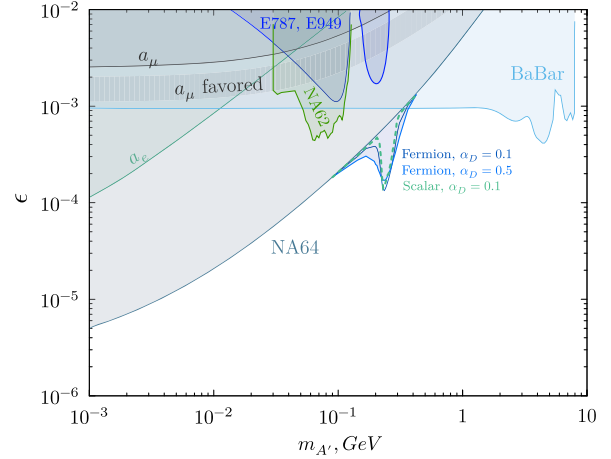 10⁻²
E787, E949
a_μ
BaBar
a_μ favored
10⁻³
NA62
a_e
Fermion, α_D = 0.1
Fermion, α_D = 0.5
Scalar, α_D = 0.1
10⁻⁴
ϵ
NA64
10⁻⁵
10⁻⁶
10⁻³ 10⁻² 10⁻¹ 1 10
m_A′, GeV